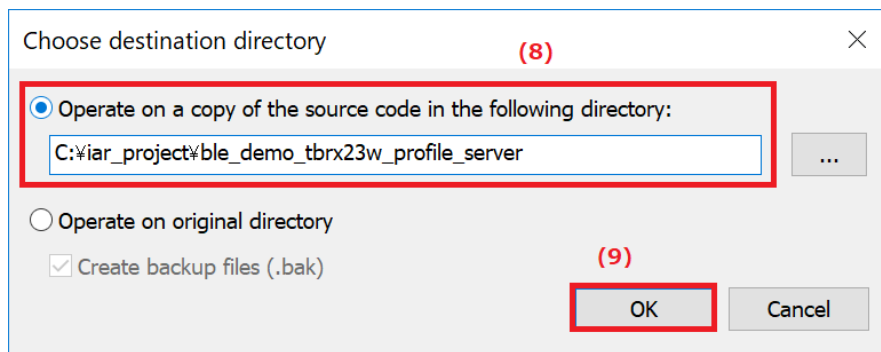 Choose destination directory
(8)
Operate on a copy of the source code in the following directory:
C:¥iar_project¥ble_demo_tbrx23w_profile_server
...
Operate on original directory
Create backup files (.bak)
(9)
OK
Cancel